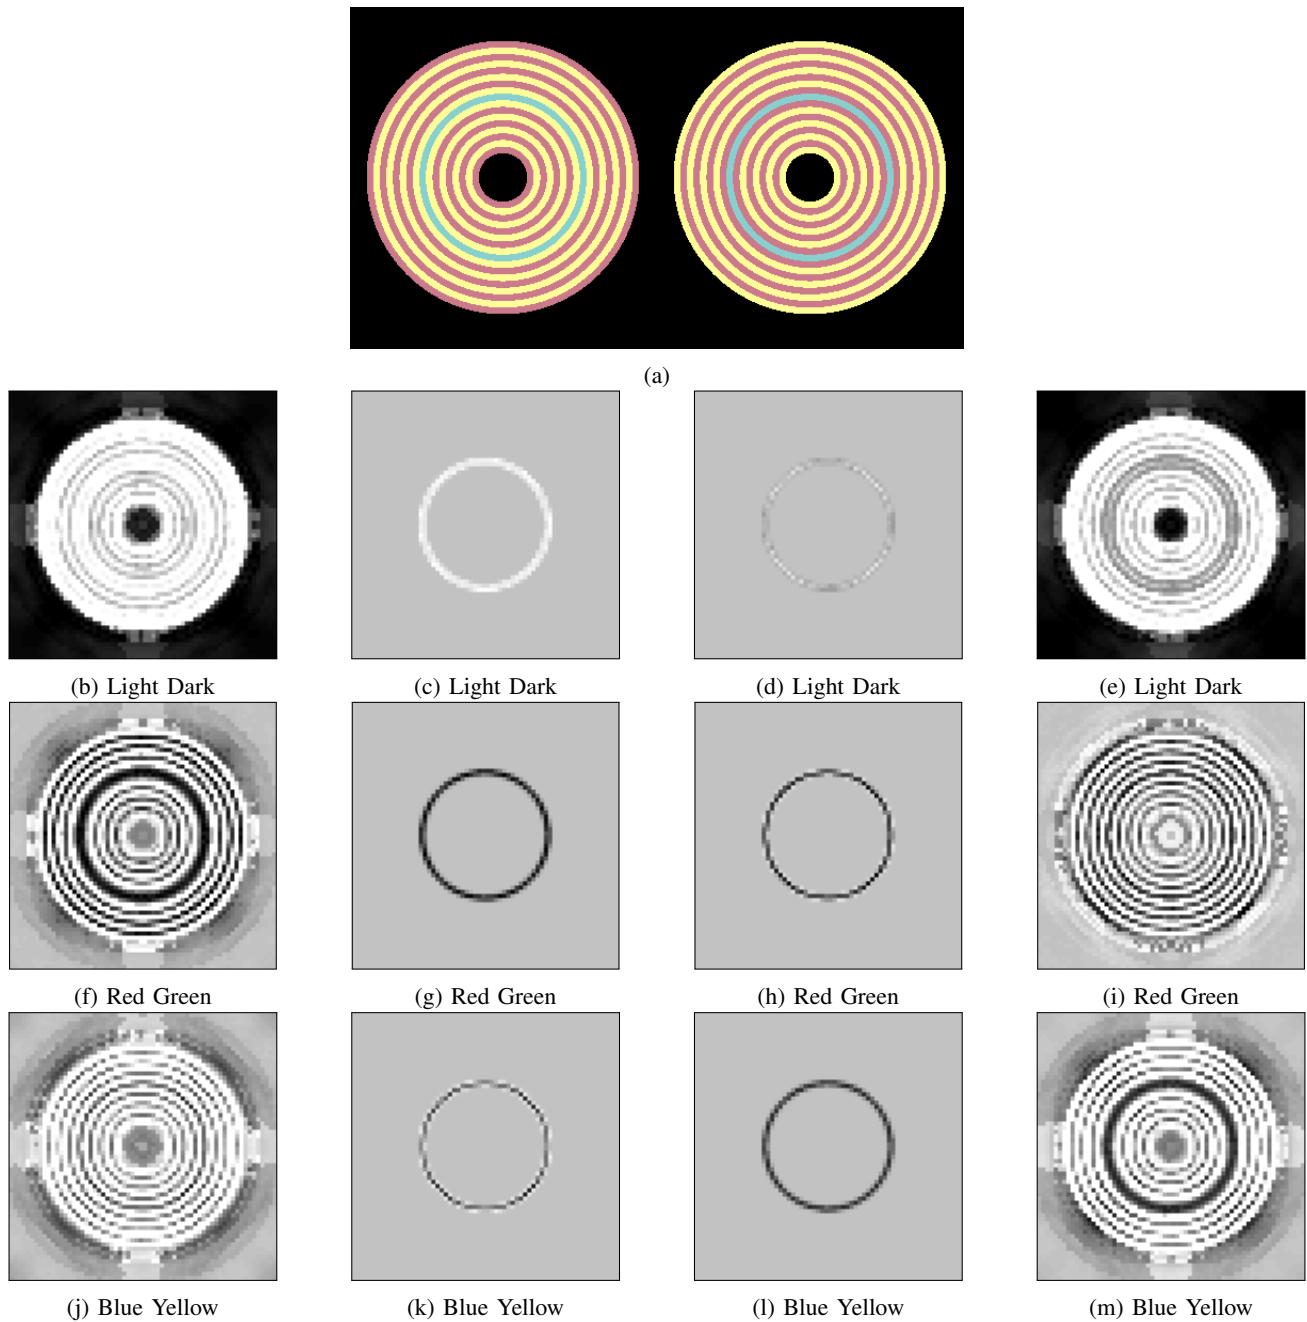 (a)
(b) Light Dark
(c) Light Dark
(d) Light Dark
(e) Light Dark
(f) Red Green
(g) Red Green
(h) Red Green
(i) Red Green
(j) Blue Yellow
(k) Blue Yellow
(l) Blue Yellow
(m) Blue Yellow